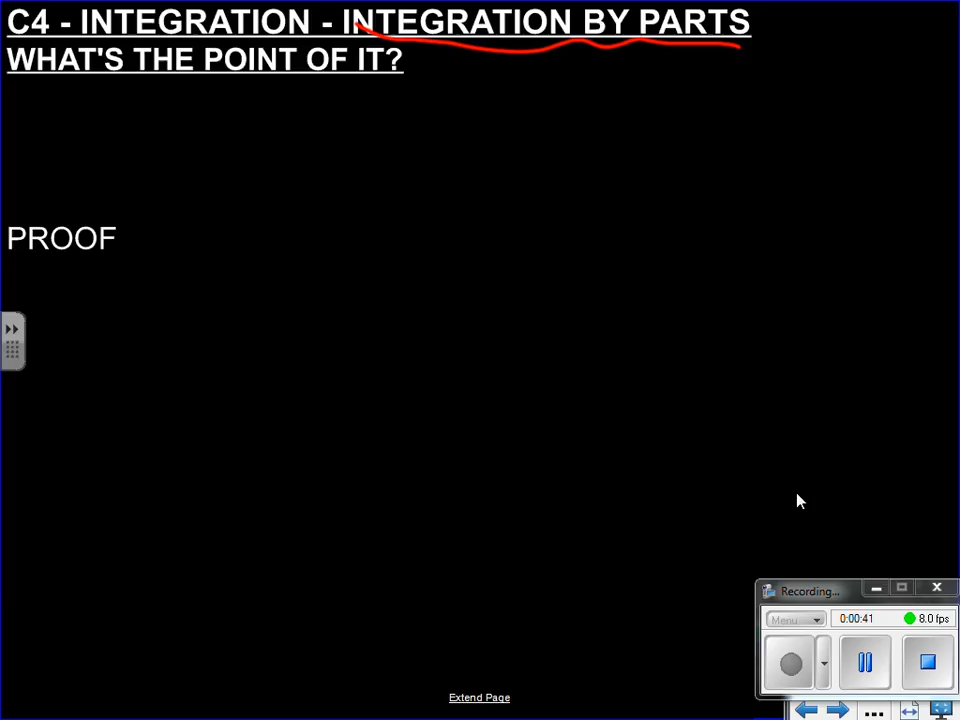 C4 - INTEGRATION - INTEGRATION BY PARTS
WHAT'S THE POINT OF IT?
PROOF
Recording...
Menu
0:00:41
8.0 fps
Extend Page